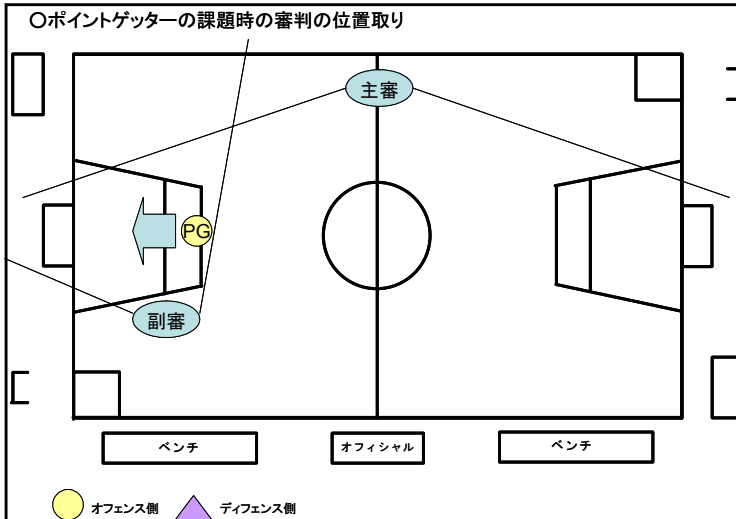 〇ポイントゲッターの課題時の審判の位置取り
主審
PG
副審
ベンチ
オフィシャル
ベンチ
オフェンス側
ディフェンス側